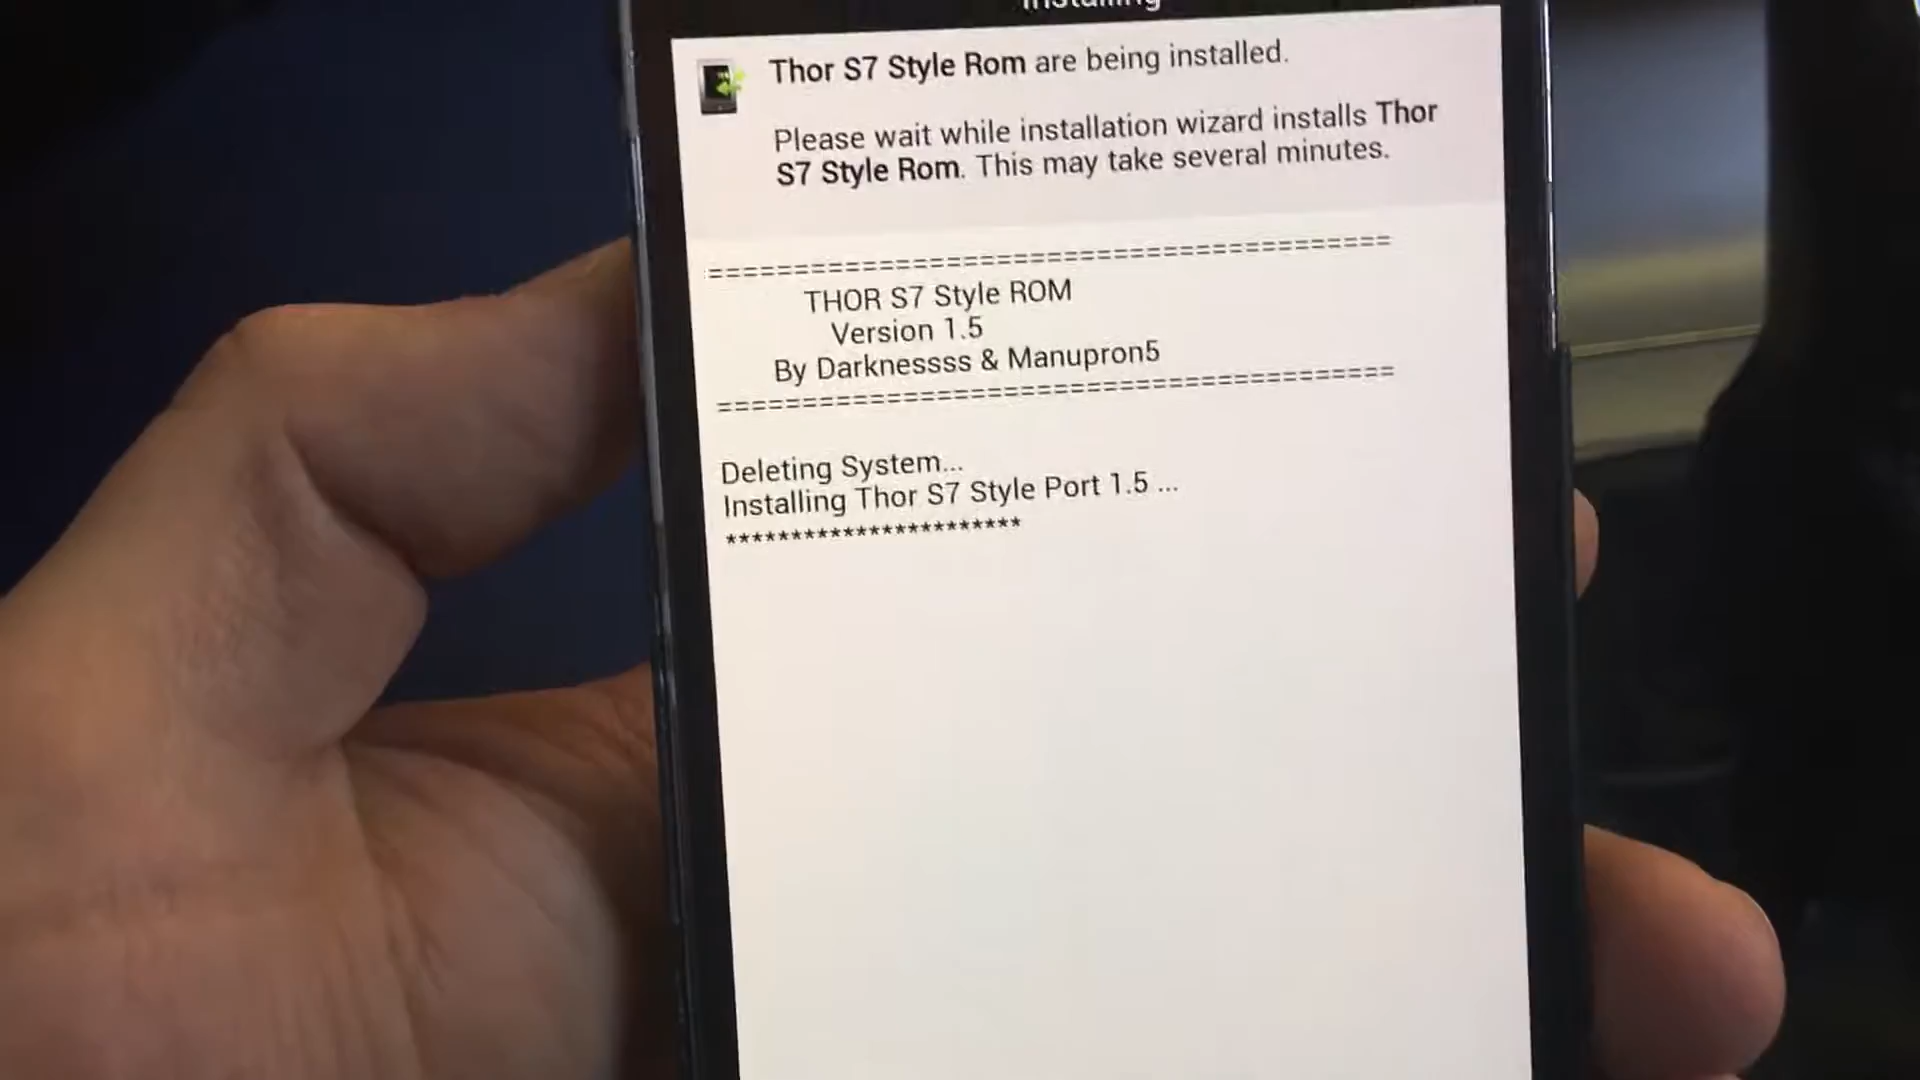 Installing
Thor S7 Style Rom are being installed.
Please wait while installation wizard installs Thor
S7 Style Rom. This may take several minutes.
========================================
THOR S7 Style ROM
Version 1.5
By Darknessss & Manupron5
========================================
Deleting System...
Installing Thor S7 Style Port 1.5 ...
***********************